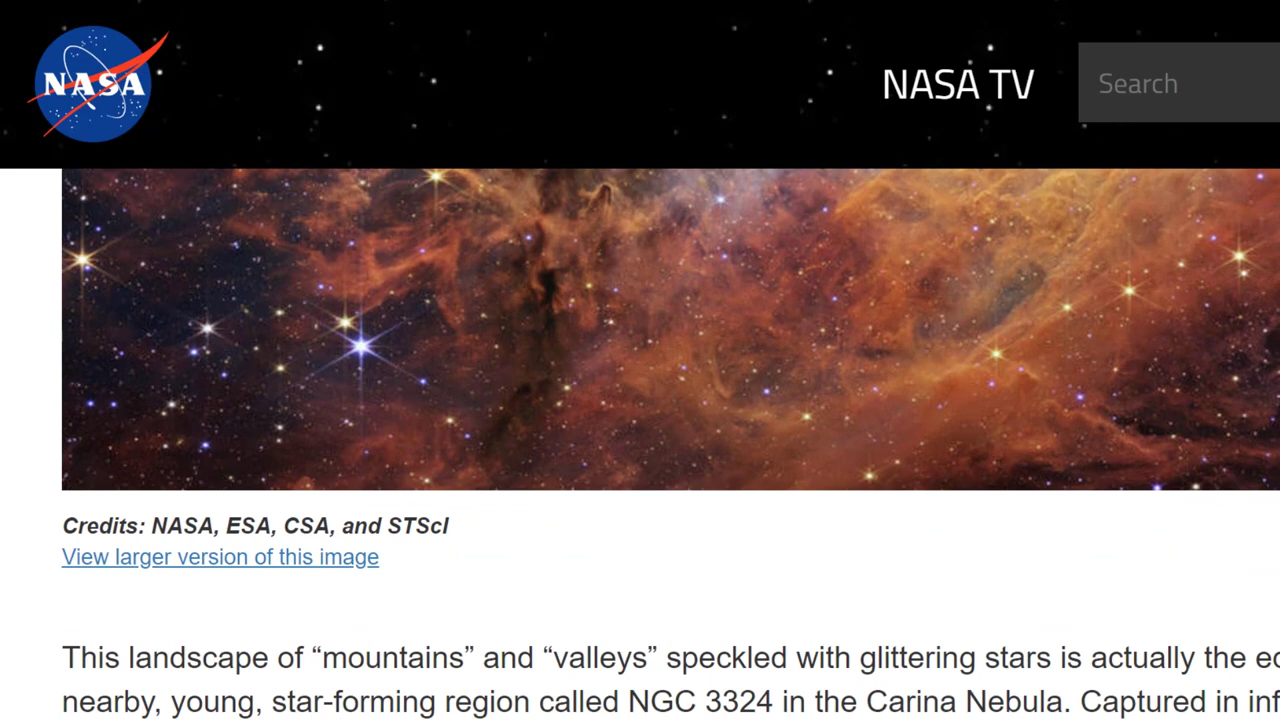 NASA
NASA TV
Search
Credits: NASA, ESA, CSA, and STScI
View larger version of this image
This landscape of “mountains” and “valleys” speckled with glittering stars is actually the
nearby, young, star-forming region called NGC 3324 in the Carina Nebula. Captured in